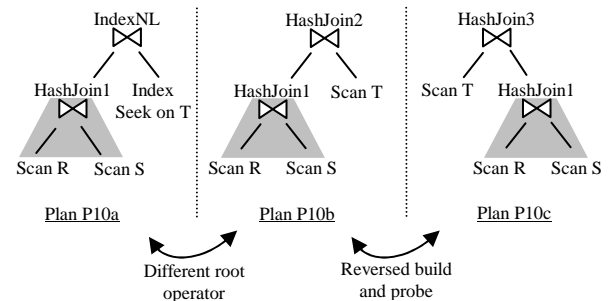 IndexNL
HashJoin1
Index
Seek on T
Scan R
Scan S
Plan P10a
HashJoin2
HashJoin1
Scan T
Scan R
Scan S
Plan P10b
HashJoin3
Scan T
HashJoin1
Scan R
Scan S
Plan P10c
Different root
operator
Reversed build
and probe